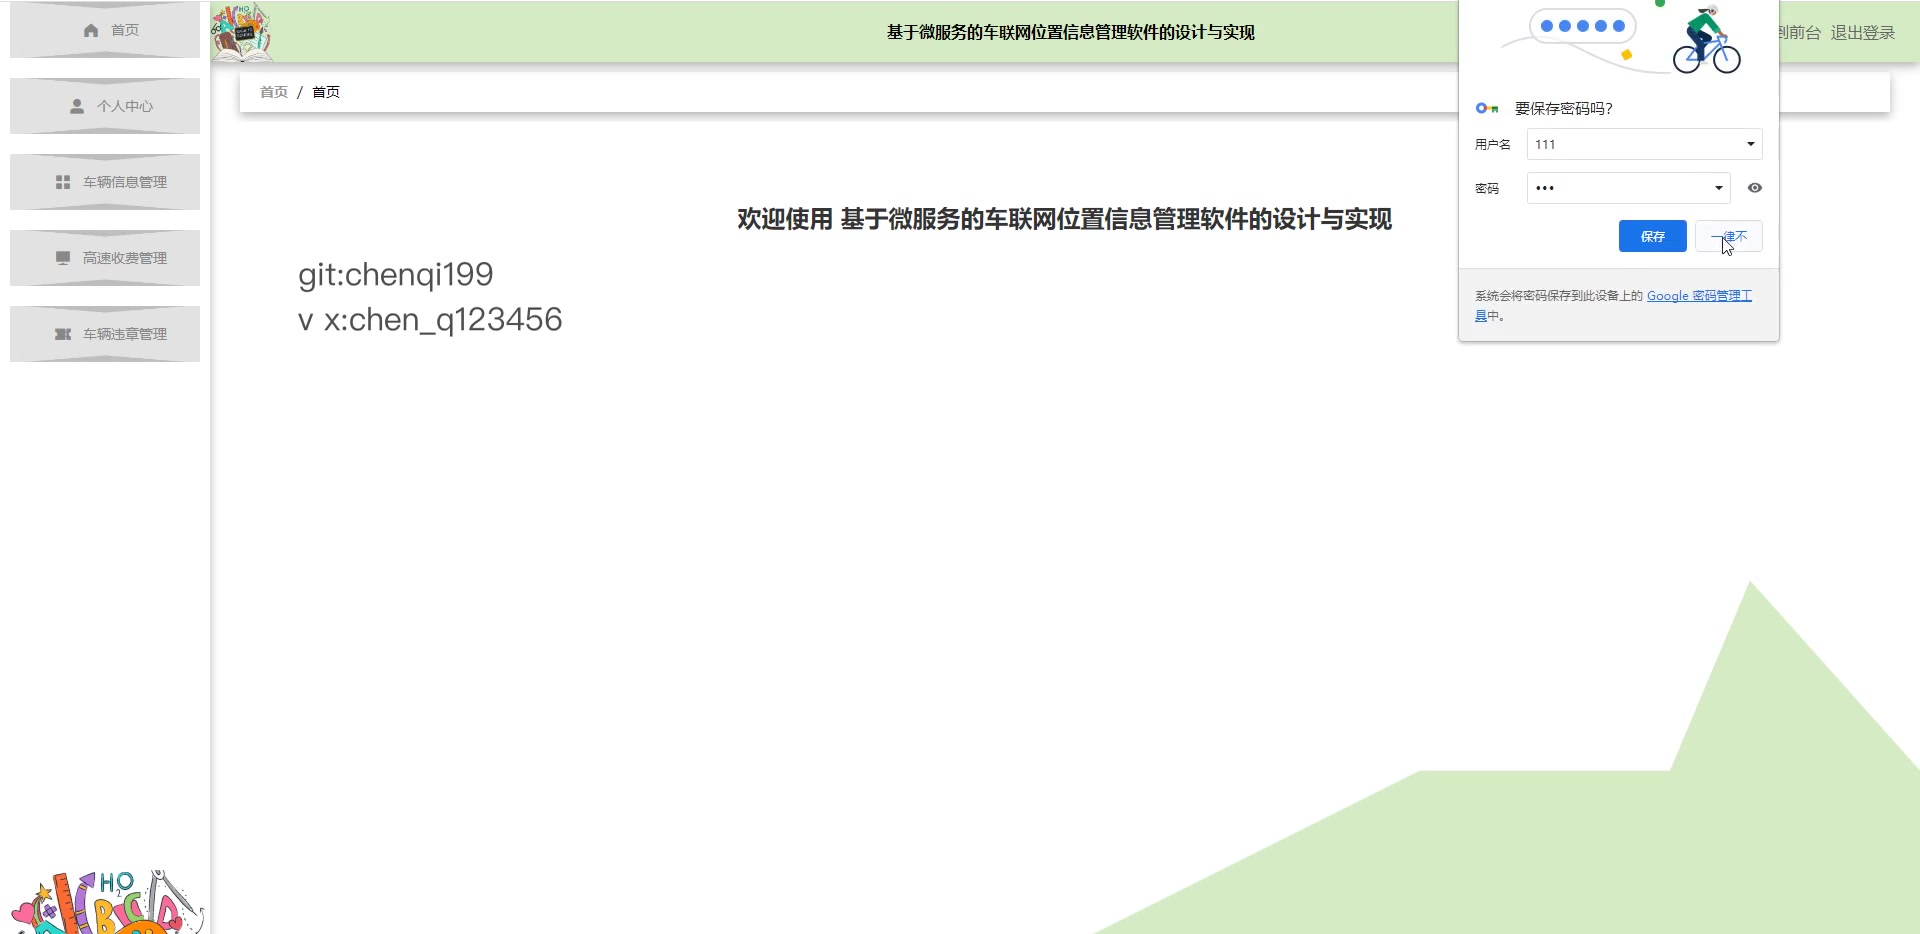 首页
个人中心
车辆信息管理
高速收费管理
车辆违章管理
基于微服务的车联网位置信息管理软件的设计与实现
到前台 退出登录
首页 / 首页
欢迎使用 基于微服务的车联网位置信息管理软件的设计与实现
git:chenqi199
v x:chen_q123456
要保存密码吗?
用户名 111
密码 •••
保存 一律不
系统会将密码保存到此设备上的 Google 密码管理工
具中。